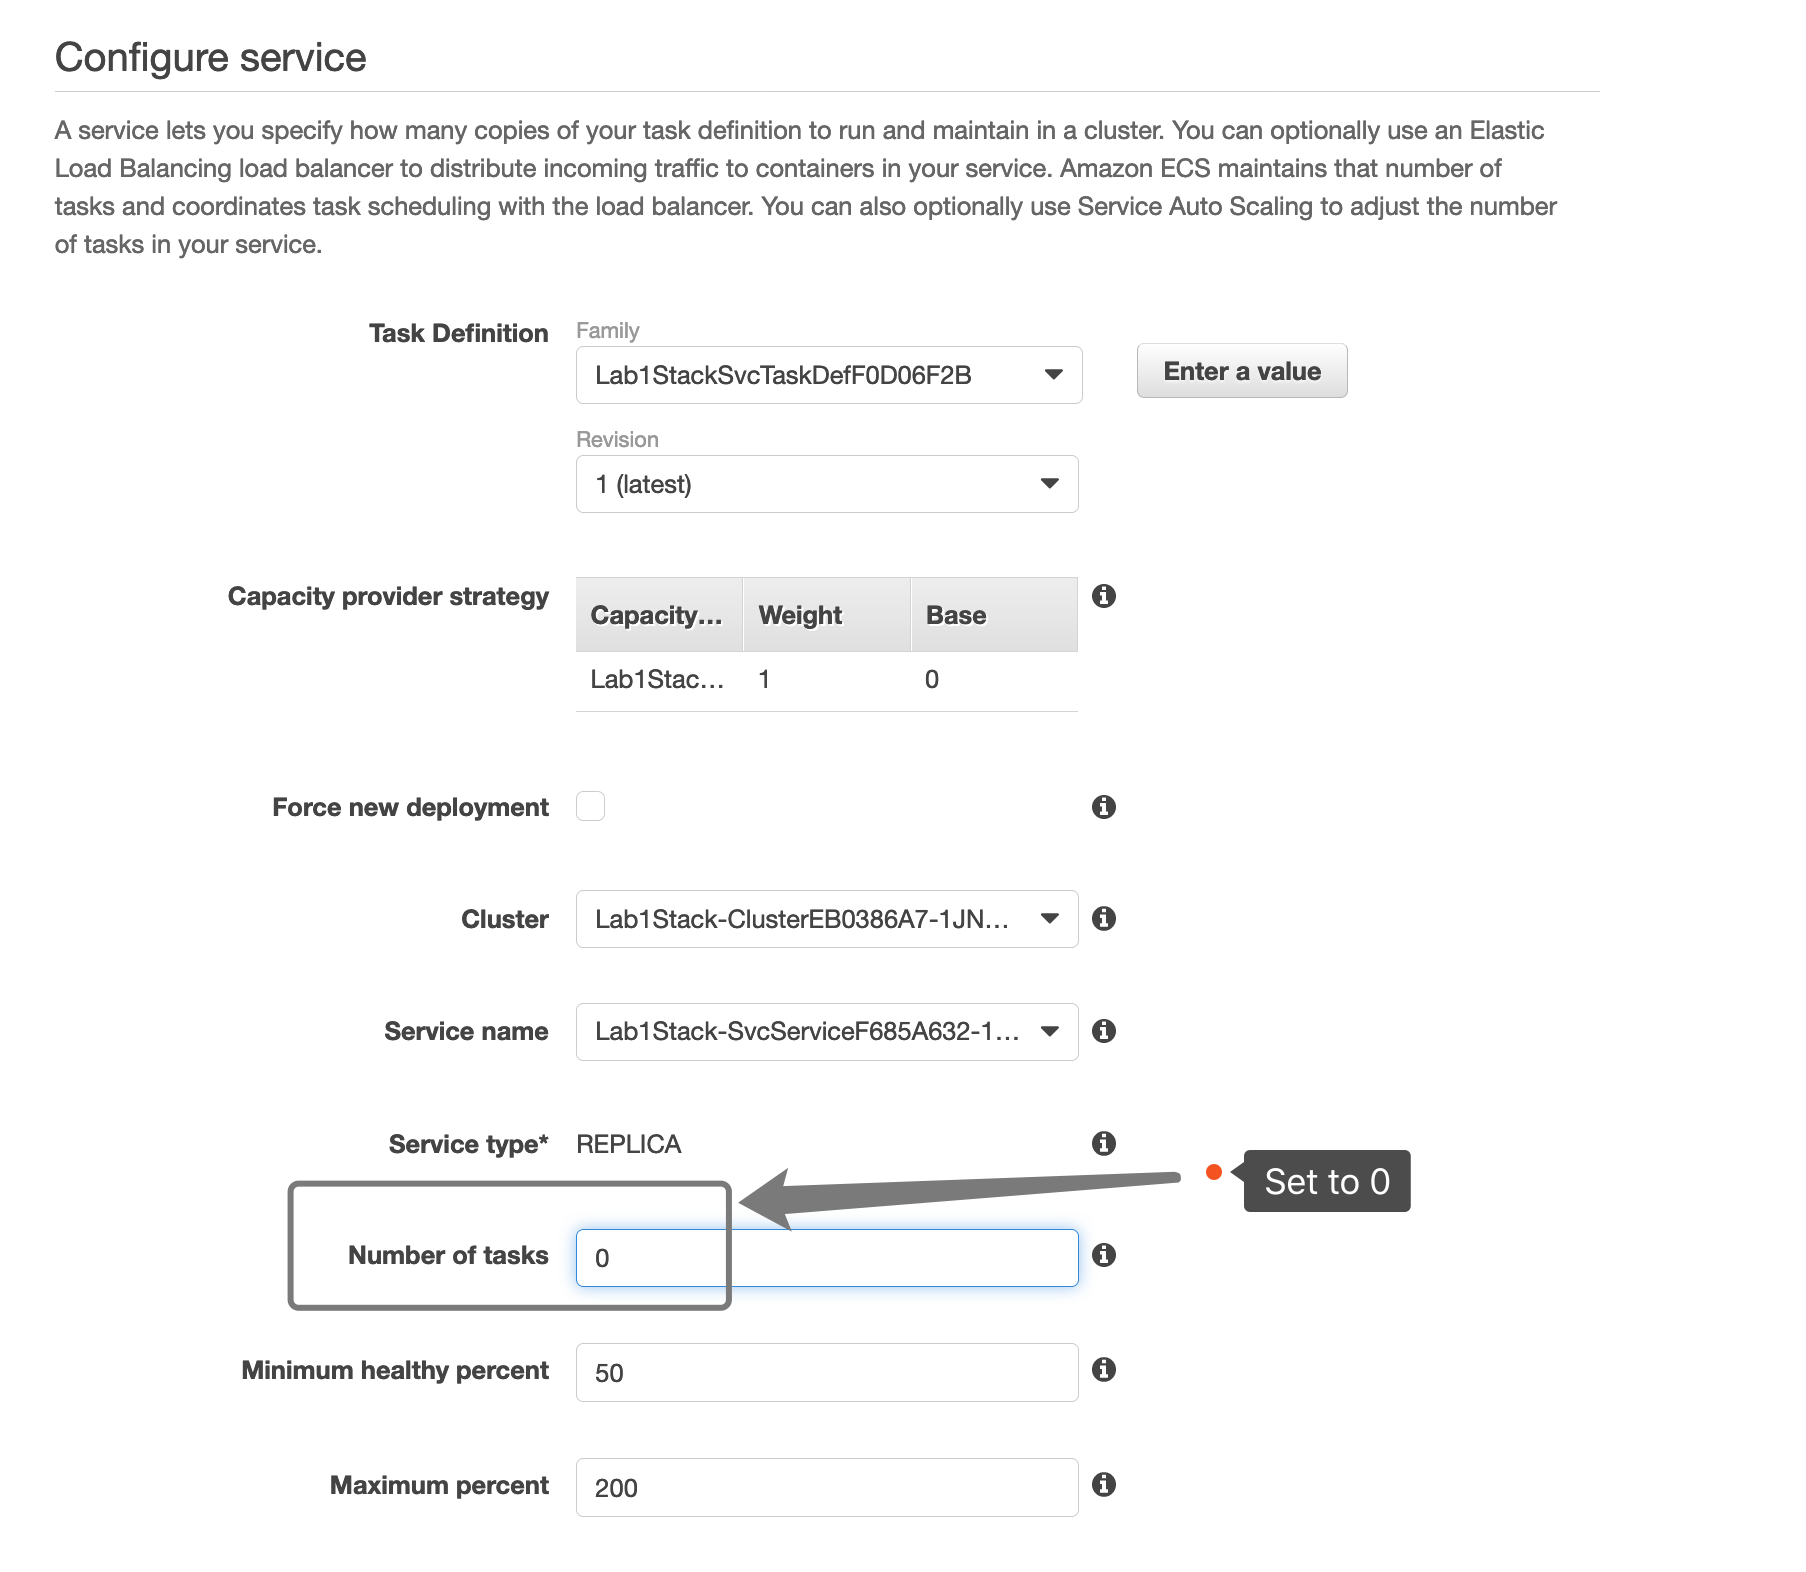 Configure service
A service lets you specify how many copies of your task definition to run and maintain in a cluster. You can optionally use an Elastic
Load Balancing load balancer to distribute incoming traffic to containers in your service. Amazon ECS maintains that number of
tasks and coordinates task scheduling with the load balancer. You can also optionally use Service Auto Scaling to adjust the number
of tasks in your service.
Task Definition
Family
Lab1StackSvcTaskDefF0D06F2B
Enter a value
Revision
1 (latest)
Capacity provider strategy
Capacity... Weight Base
Lab1Stac... 1 0
Force new deployment
Cluster Lab1Stack-ClusterEB0386A7-1JN...
Service name Lab1Stack-SvcServiceF685A632-1...
Service type* REPLICA
Set to 0
Number of tasks 0
Minimum healthy percent 50
Maximum percent 200